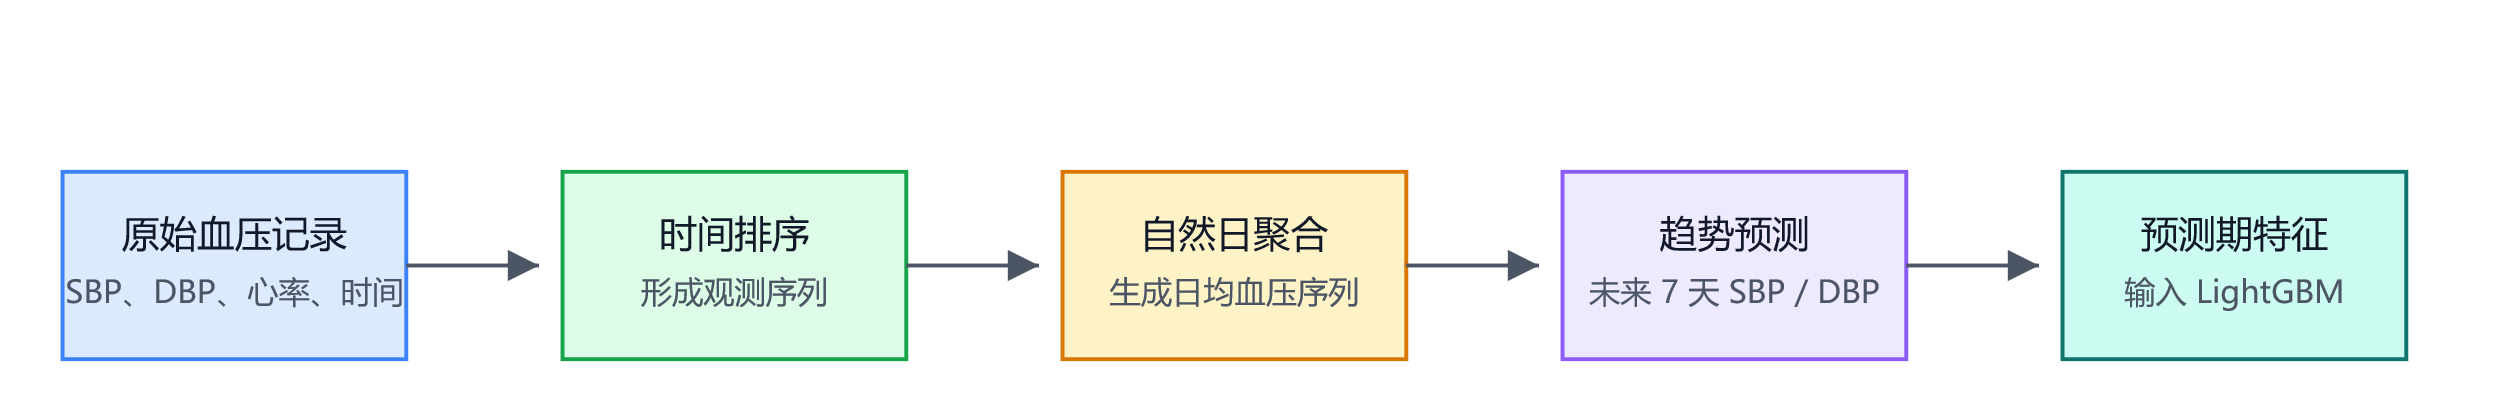 原始血压记录
SBP、DBP、心率、时间
时间排序
形成观测序列
自然日聚合
生成日均血压序列
趋势预测
未来 7 天 SBP / DBP
预测期特征
输入 LightGBM